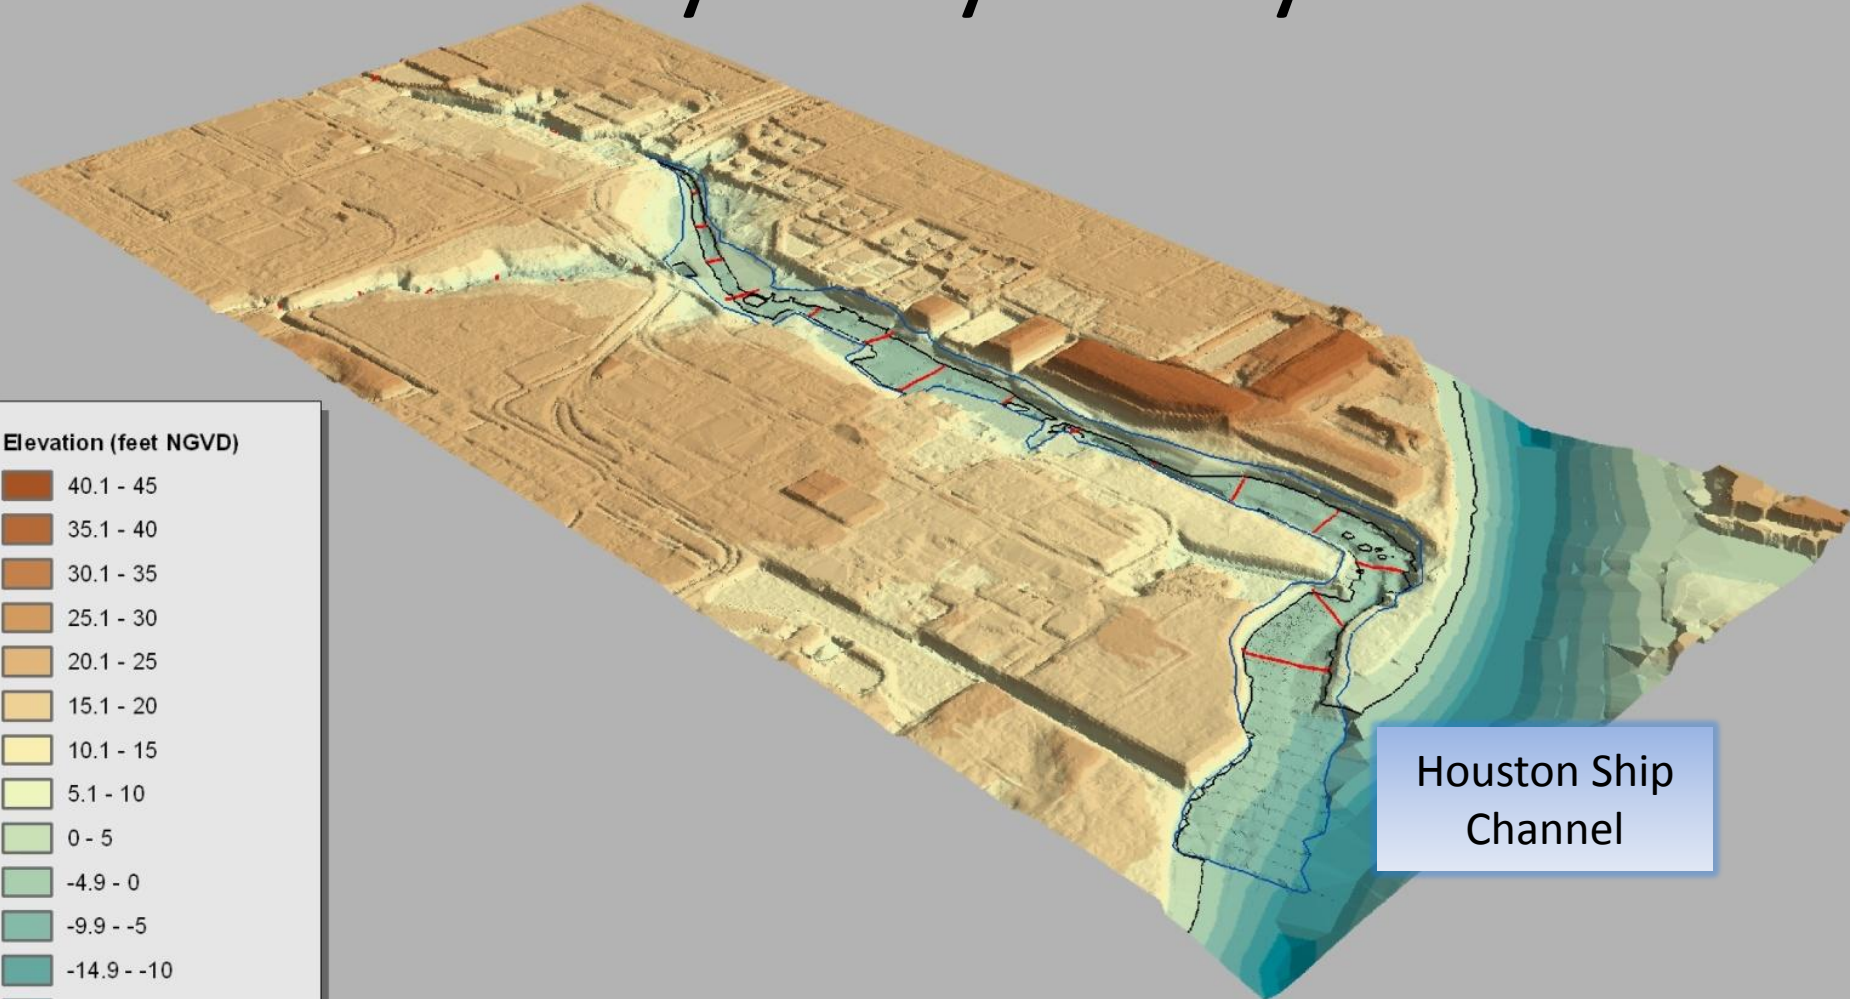 Elevation (feet NGVD)
40.1 - 45
35.1 - 40
30.1 - 35
25.1 - 30
20.1 - 25
15.1 - 20
10.1 - 15
5.1 - 10
0 - 5
-4.9 - 0
-9.9 - -5
-14.9 - -10
Houston Ship
Channel